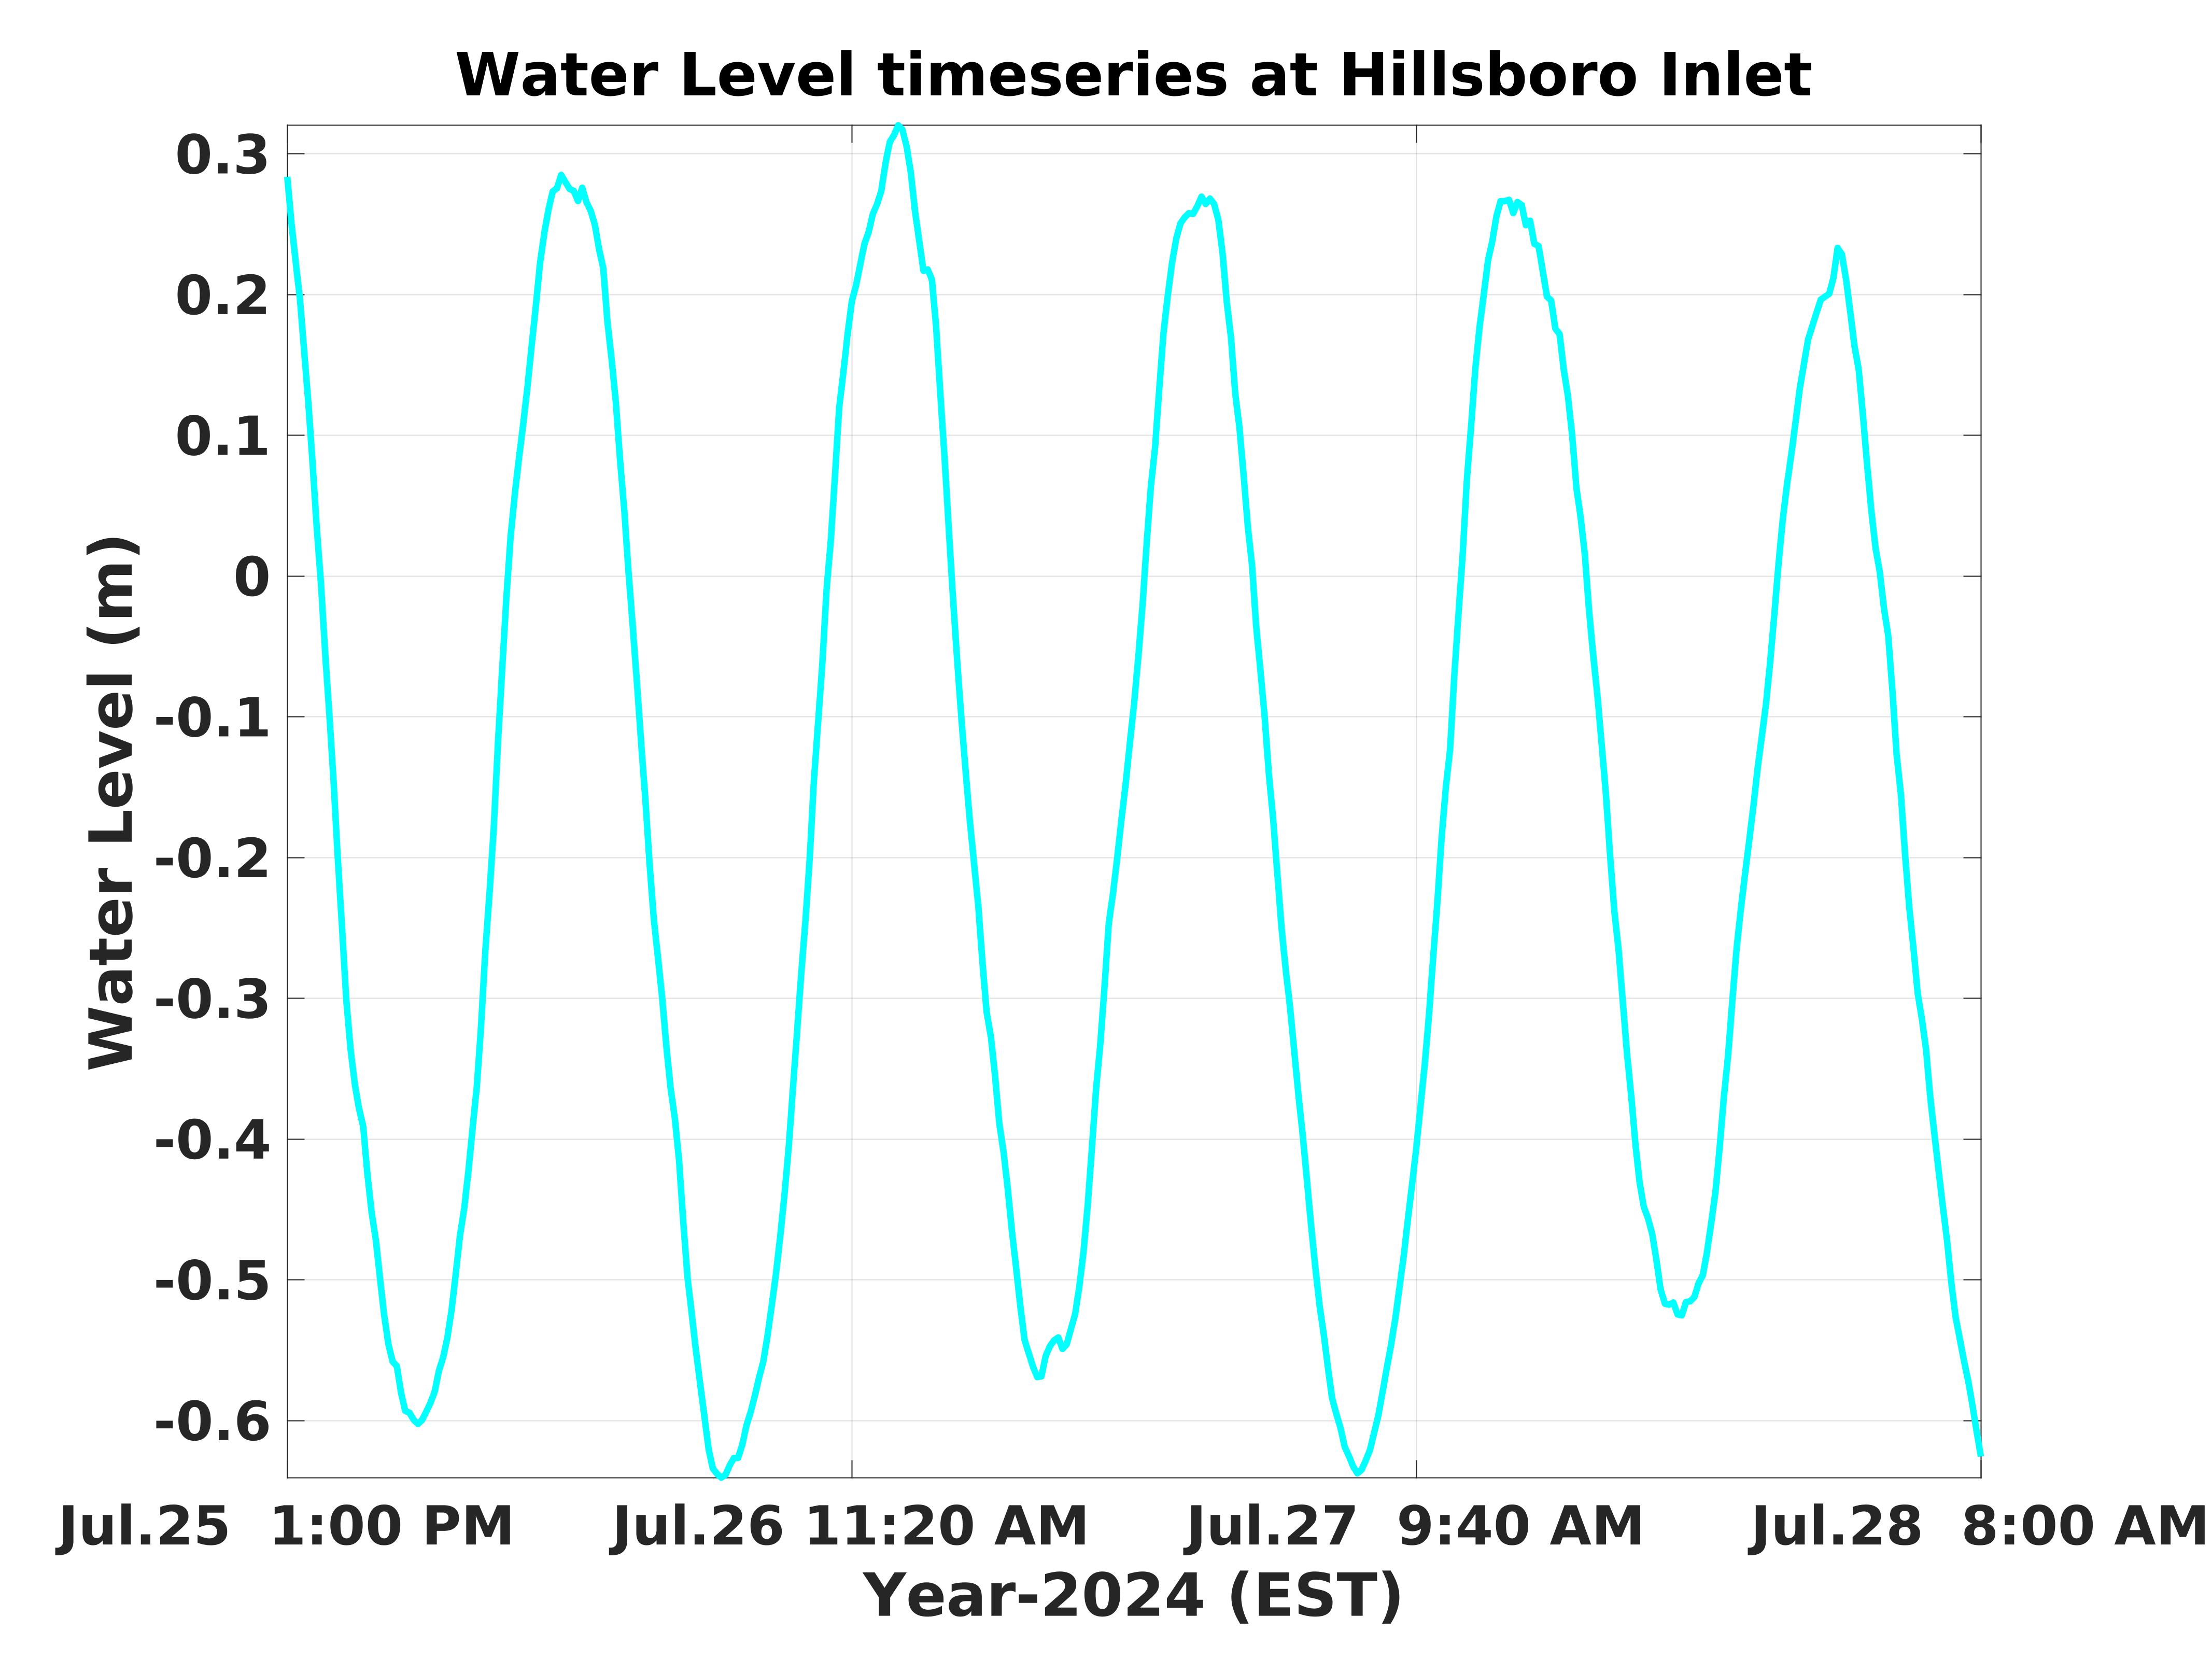 Water Level timeseries at Hillsboro Inlet
0.3
0.2
0.1
0
-0.1
-0.2
-0.3
-0.4
-0.5
-0.6
Water Level (m)
Jul.25 1:00 PM Jul.26 11:20 AM Jul.27 9:40 AM Jul.28 8:00 AM
Year-2024 (EST)